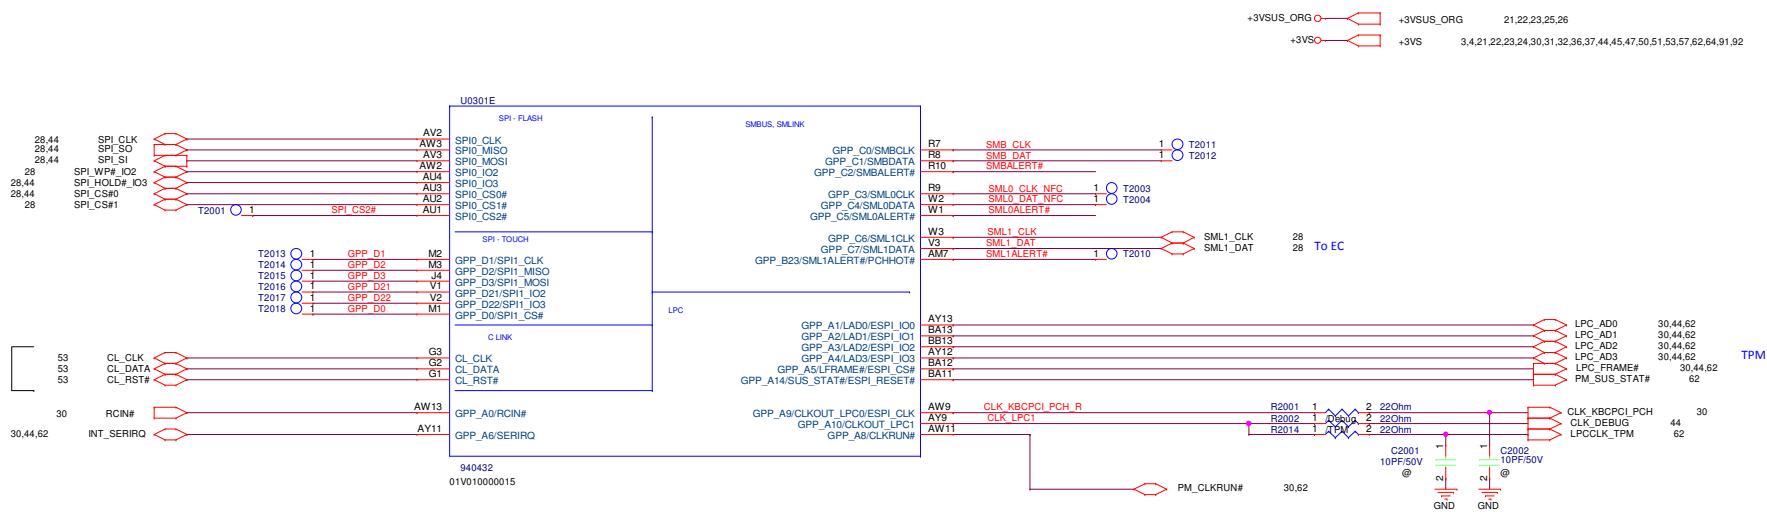 +3VSUS_ORG +3VSUS_ORG 21,22,23,25,26
+3VS +3VS 3,4,21,22,23,24,30,31,32,36,37,44,45,47,50,51,53,57,62,64,91,92
U0301E
SPI - FLASH
SMBUS, SMLINK
28,44 SPI_CLK AV2 SPI0_CLK
28,44 SPI_SO AW3 SPI0_MISO
28,44 SPI_SI AV3 SPI0_MOSI
28 SPI_WP#_IO2 AW2 SPI0_IO2
28,44 SPI_HOLD#_IO3 AU4 SPI0_IO3
28,44 SPI_CS#0 AU3 SPI0_CS0#
28 SPI_CS#1 AU2 SPI0_CS1#
T2001 1 SPI_CS2# AU1 SPI0_CS2#
GPP_C0/SMBCLK R7 SMB_CLK 1 T2011
GPP_C1/SMBDATA R8 SMB_DAT 1 T2012
GPP_C2/SMBALERT# R10 SMBALERT#
GPP_C3/SML0CLK R9 SML0_CLK_NFC 1 T2003
GPP_C4/SML0DATA W2 SML0_DAT_NFC 1 T2004
GPP_C5/SML0ALERT# W1 SML0ALERT#
GPP_C6/SML1CLK W3 SML1_CLK SML1_CLK 28
GPP_C7/SML1DATA V3 SML1_DAT SML1_DAT 28
To EC
GPP_B23/SML1ALERT#/PCHHOT# AM7 SML1ALERT# 1 T2010
SPI - TOUCH
T2013 1 GPP_D1 M2 GPP_D1/SPI1_CLK
T2014 1 GPP_D2 M3 GPP_D2/SPI1_MISO
T2015 1 GPP_D3 J4 GPP_D3/SPI1_MOSI
T2016 1 GPP_D21 V1 GPP_D21/SPI1_IO2
T2017 1 GPP_D22 V2 GPP_D22/SPI1_IO3
T2018 1 GPP_D0 M1 GPP_D0/SPI1_CS#
LPC
C LINK
53 CL_CLK G3 CL_CLK
53 CL_DATA G2 CL_DATA
53 CL_RST# G1 CL_RST#
GPP_A1/LAD0/ESPI_IO0 AY13 LPC_AD0 30,44,62
GPP_A2/LAD1/ESPI_IO1 BA13 LPC_AD1 30,44,62
GPP_A3/LAD2/ESPI_IO2 BB13 LPC_AD2 30,44,62
GPP_A4/LAD3/ESPI_IO3 AY12 LPC_AD3 30,44,62
TPM
GPP_A5/LFRAME#/ESPI_CS# BA12 LPC_FRAME# 30,44,62
GPP_A14/SUS_STAT#/ESPI_RESET# BA11 PM_SUS_STAT# 62
30 RCIN# AW13 GPP_A0/RCIN#
30,44,62 INT_SERIRQ AY11 GPP_A6/SERIRQ
GPP_A9/CLKOUT_LPC0/ESPI_CLK AW9 CLK_KBCPCI_PCH_R R2001 1 2 22Ohm CLK_KBCPCI_PCH 30
GPP_A10/CLKOUT_LPC1 AY9 CLK_LPC1 R2002 1 Debug 2 22Ohm CLK_DEBUG 44
GPP_A8/CLKRUN# AW11 R2014 1 TPM 2 22Ohm LPCCLK_TPM 62
C2001 1 2
10PF/50V
@
C2002 1 2
10PF/50V
@
GND GND
940432
01V010000015
PM_CLKRUN# 30,62